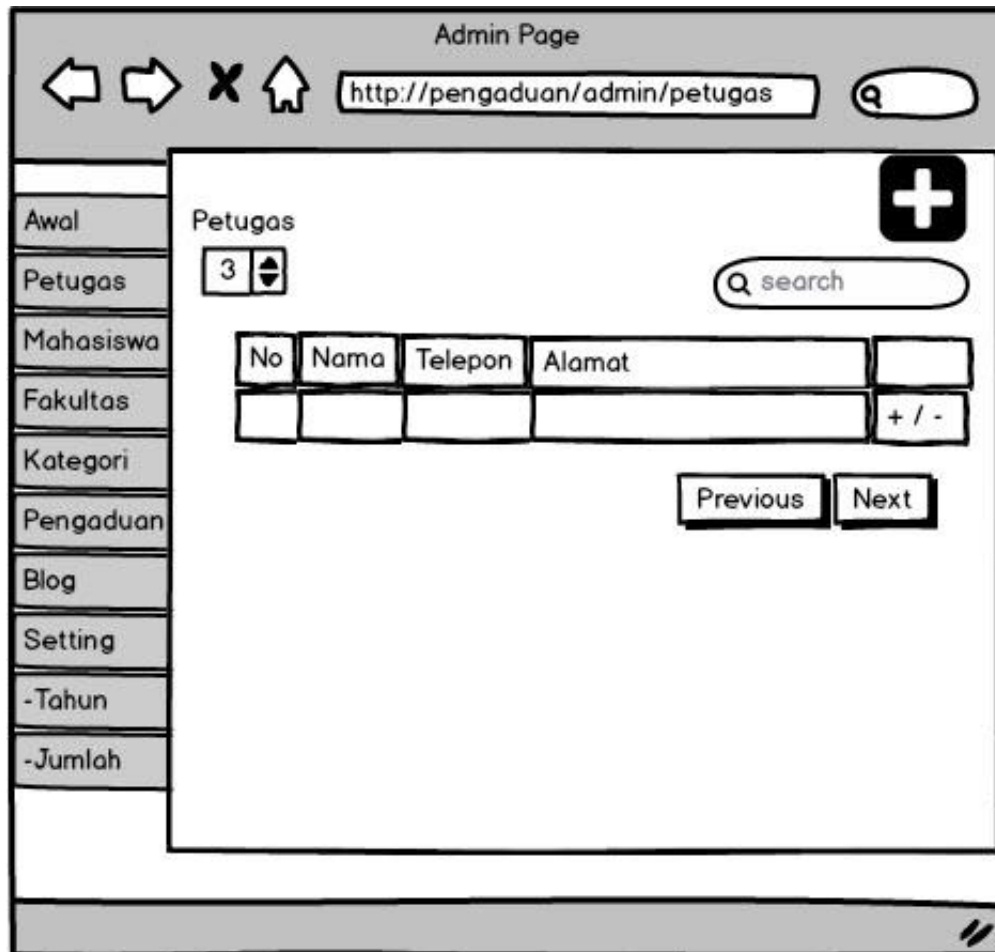 Admin Page
http://pengaduan/admin/petugas
Awal
Petugas
Mahasiswa
Fakultas
Kategori
Pengaduan
Blog
Setting
-Tahun
-Jumlah
Petugas
3
search
No Nama Telepon Alamat
+ / -
Previous Next